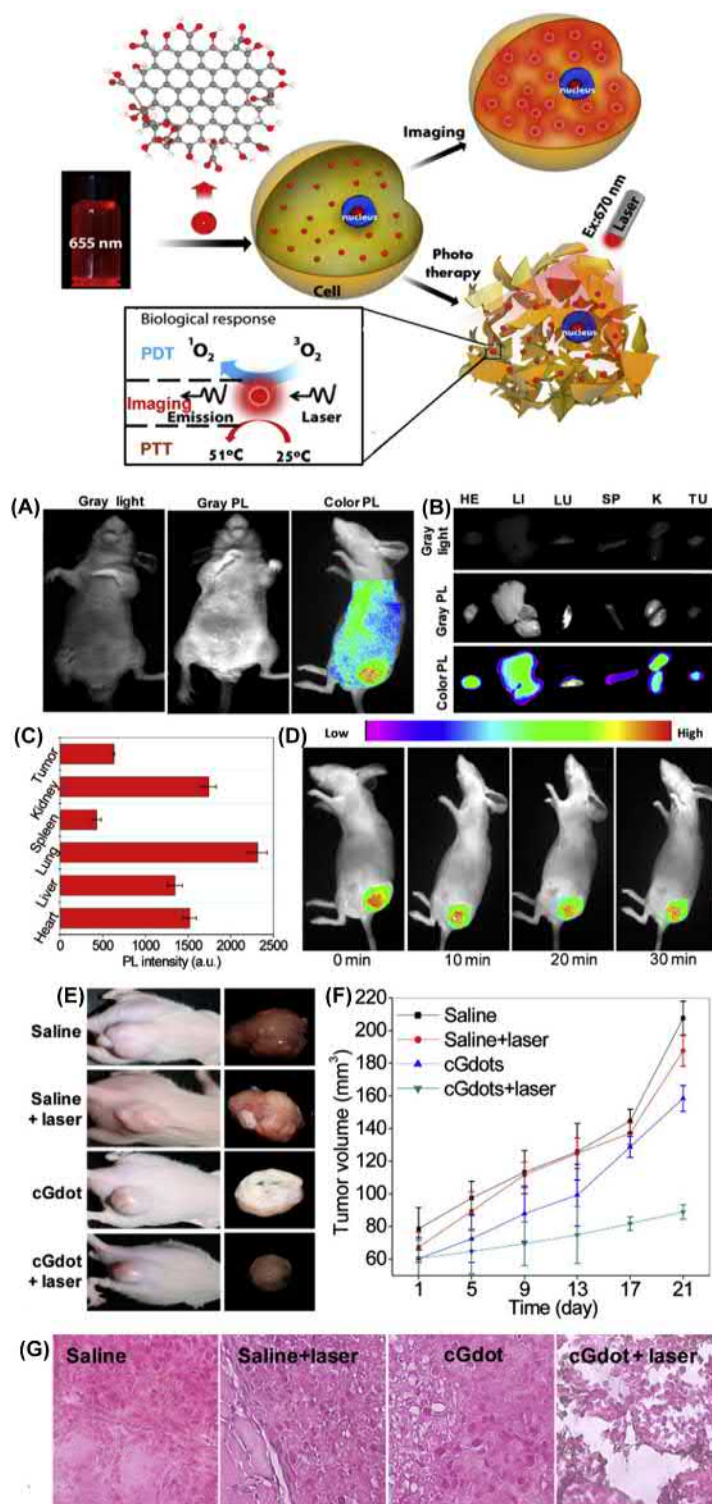 nucleus
Imaging
655 nm
nucleus
Cell
Ex:670 nm
Laser
Photo
therapy
nucleus
Biological response
PDT
¹O₂
³O₂
Imaging
Emission
Laser
PTT
51ºC
25ºC
(A)
Gray light
Gray PL
Color PL
(B)
HE
LI
LU
SP
K
TU
Gray
light
Gray PL
Color PL
(C)
Tumor
Kidney
Spleen
Lung
Liver
Heart
0
500
1000
1500
2000
2500
PL intensity (a.u.)
Low
High
(D)
0 min
10 min
20 min
30 min
(E)
Saline
Saline
+ laser
cGdot
cGdot
+ laser
(F)
220
200
180
160
140
120
100
80
60
Tumor volume (mm³)
Saline
Saline+laser
cGdots
cGdots+laser
1
5
9
13
17
21
Time (day)
(G)
Saline
Saline+laser
cGdot
cGdot + laser